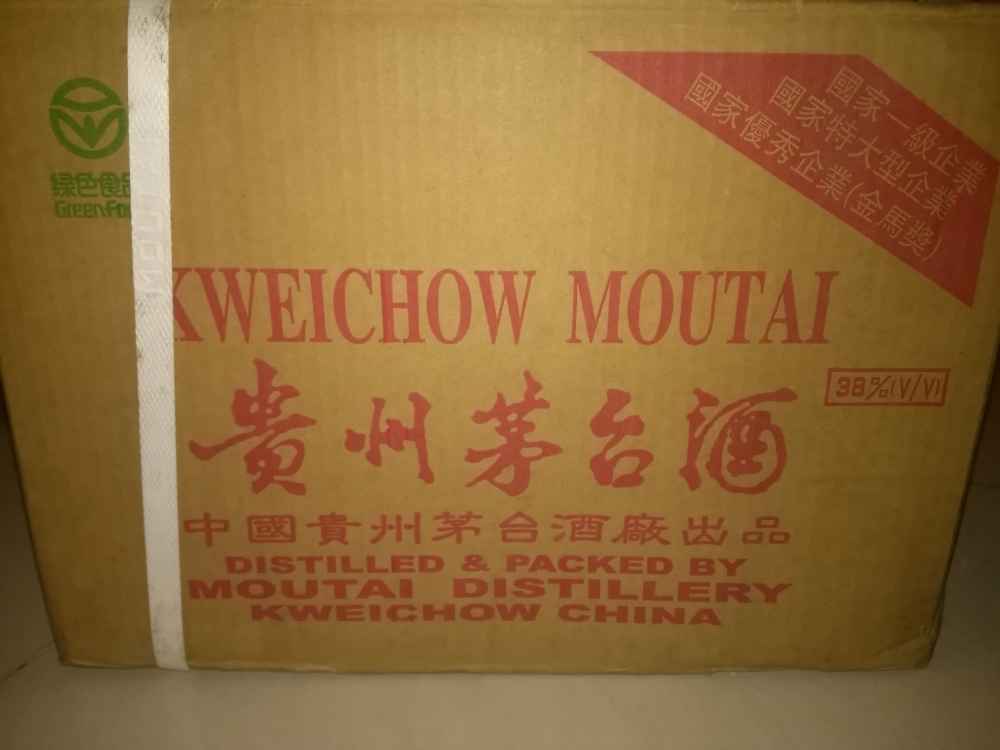 绿色食品
國家一級企業
國家特大型企業
國家優秀企業(金馬獎)
KWEICHOW MOUTAI
38%(V/V)
貴州茅台酒
中國貴州茅台酒廠出品
DISTILLED & PACKED BY
MOUTAI DISTILLERY
KWEICHOW CHINA